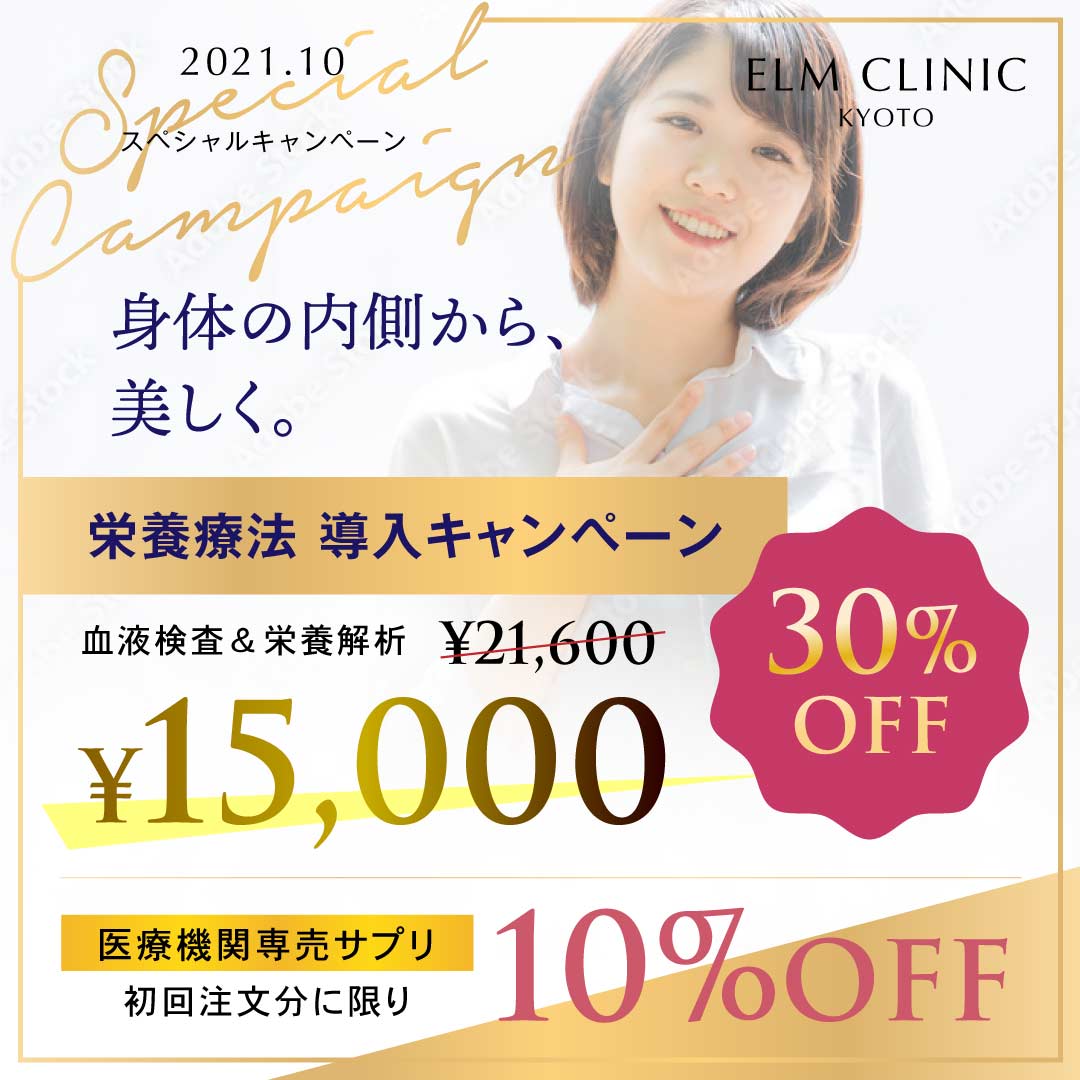 2021.10
Special
スペシャルキャンペーン
Campaign
ELM CLINIC
KYOTO
身体の内側から、
美しく。
栄養療法 導入キャンペーン
血液検査&栄養解析 ¥21,600
¥15,000
30%
OFF
医療機関専売サプリ
初回注文分に限り
10%OFF
Adobe Stock